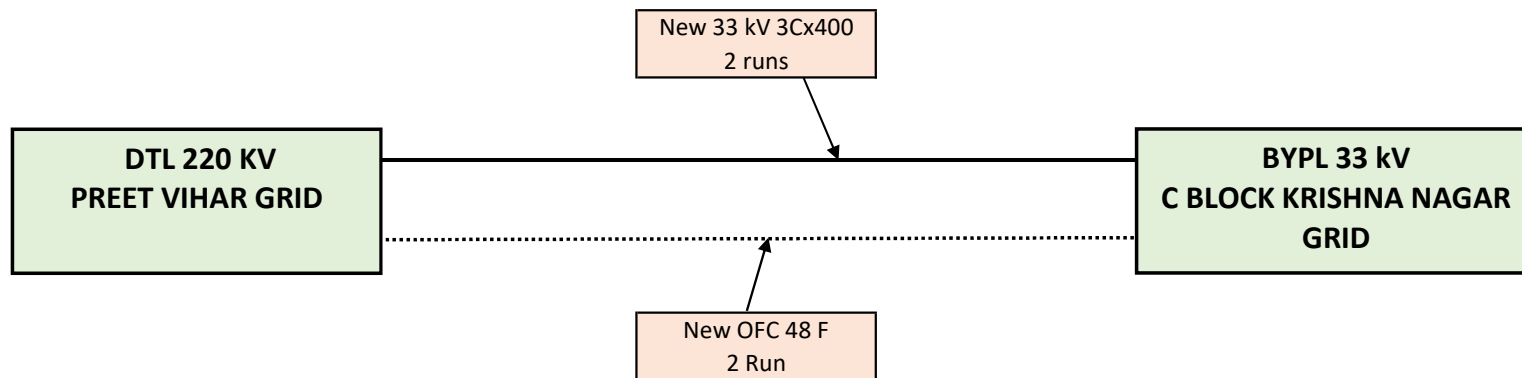 New 33 kV 3Cx400
2 runs
DTL 220 KV
PREET VIHAR GRID
BYPL 33 kV
C BLOCK KRISHNA NAGAR
GRID
New OFC 48 F
2 Run